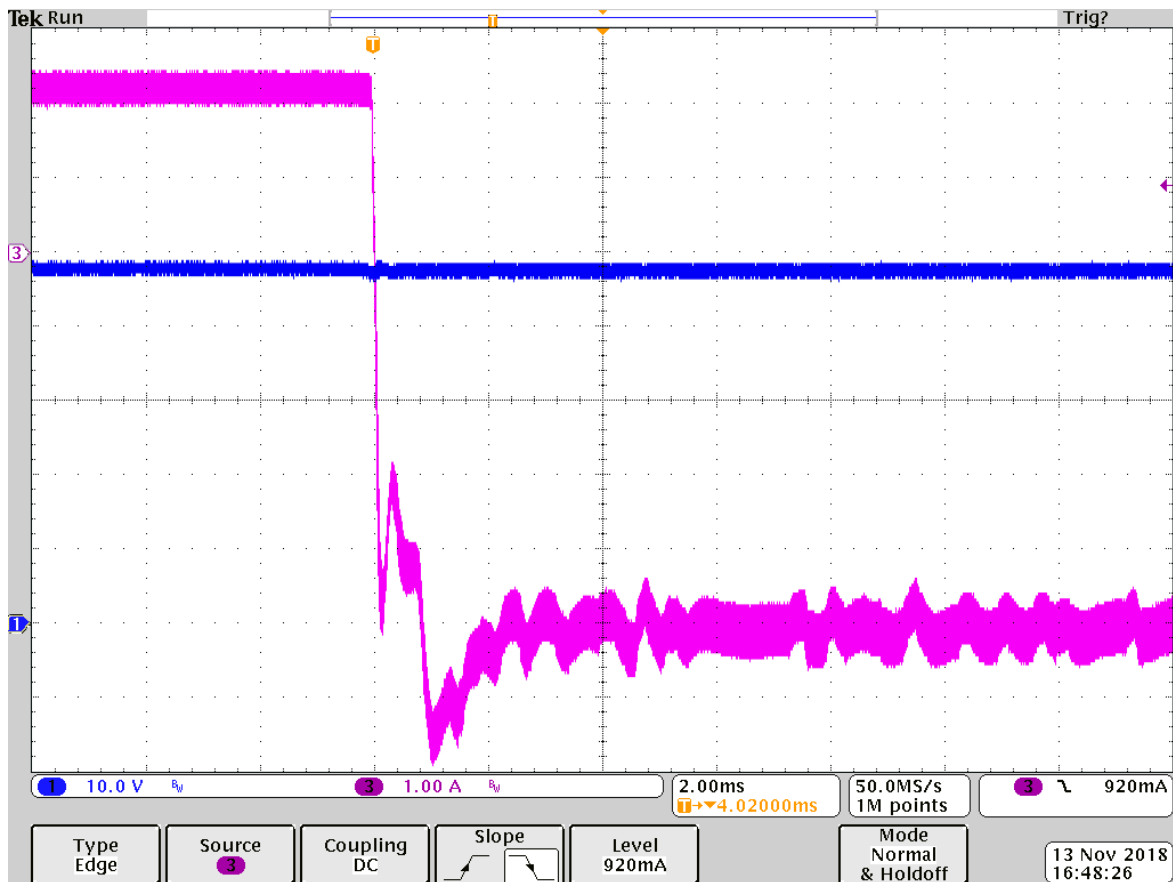 Tek Run Trig?
T
T
3
1
1 10.0 V BW 3 1.00 A BW 2.00ms 50.0MS/s 3 920mA
T→▼4.02000ms 1M points
Type Source Coupling Slope Level Mode
Edge 3 DC 920mA Normal
& Holdoff
13 Nov 2018
16:48:26